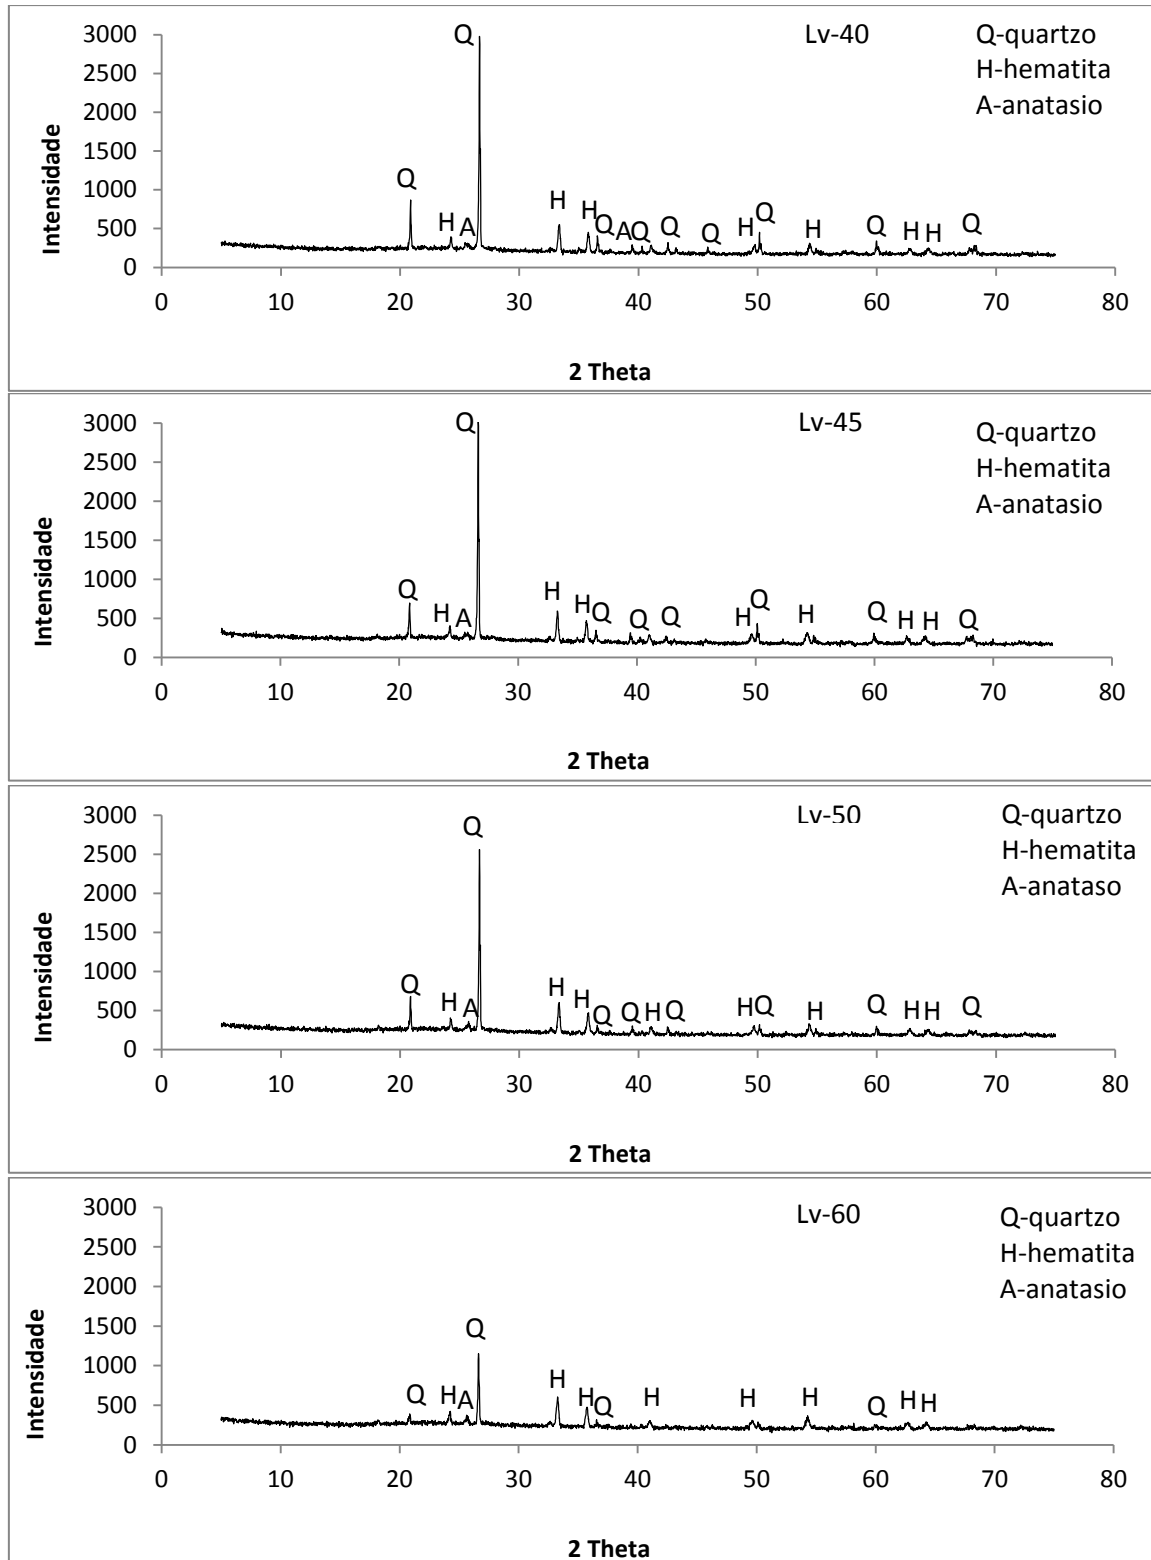 Lv-40
Q-quartzo
H-hematita
A-anatasio
Intensidade
3000
2500
2000
1500
1000
500
0
Q
Q
H
A
H
H
Q
A
Q
Q
Q
H
Q
H
Q
H
H
Q
0 10 20 30 40 50 60 70 80
2 Theta
Lv-45
Q-quartzo
H-hematita
A-anatasio
Intensidade
3000
2500
2000
1500
1000
500
0
Q
Q
H
A
H
H
Q
Q
Q
H
Q
H
Q
H
H
Q
0 10 20 30 40 50 60 70 80
2 Theta
Lv-50
Q-quartzo
H-hematita
A-anataso
Intensidade
3000
2500
2000
1500
1000
500
0
Q
Q
H
A
H
H
Q
Q
H
Q
H
Q
H
Q
H
H
Q
0 10 20 30 40 50 60 70 80
2 Theta
Lv-60
Q-quartzo
H-hematita
A-anatasio
Intensidade
3000
2500
2000
1500
1000
500
0
Q
Q
H
A
H
H
Q
H
H
H
Q
H
H
0 10 20 30 40 50 60 70 80
2 Theta